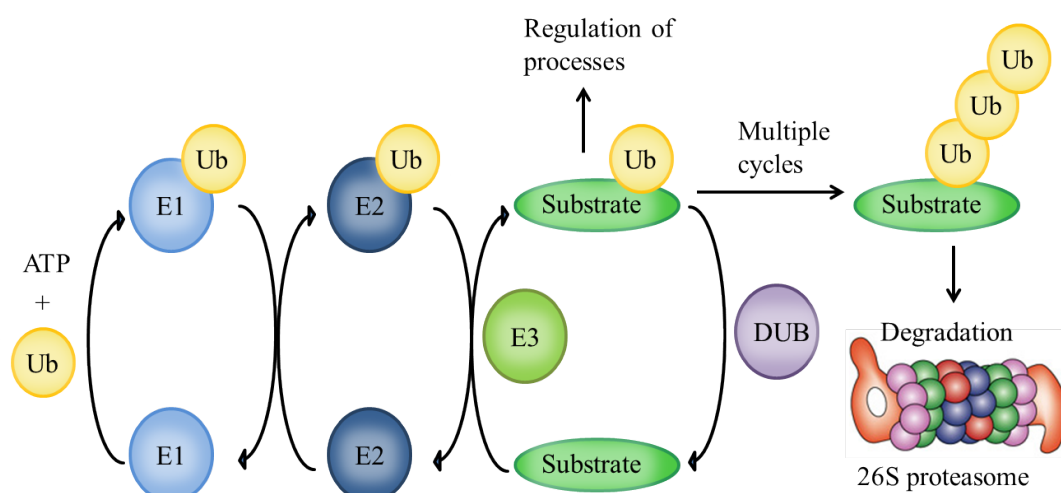 Regulation of
processes
Ub
Ub
Ub
Ub
Ub
Ub
Multiple
cycles
E1
E2
Substrate
Substrate
ATP
+
Ub
E3
DUB
Degradation
E1
E2
Substrate
26S proteasome